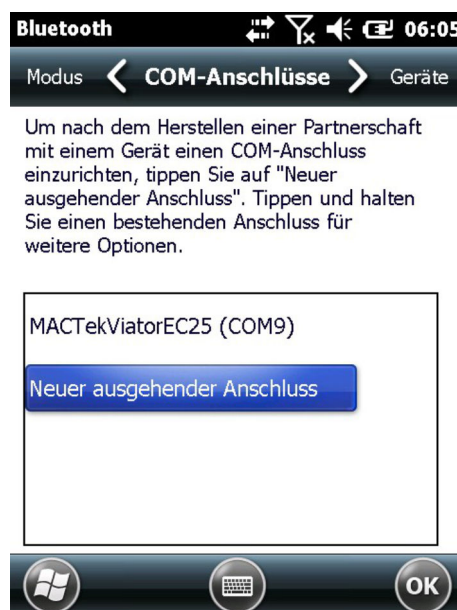 Bluetooth 06:05
Modus COM-Anschlüsse Geräte
Um nach dem Herstellen einer Partnerschaft
mit einem Gerät einen COM-Anschluss
einzurichten, tippen Sie auf "Neuer
ausgehender Anschluss". Tippen und halten
Sie einen bestehenden Anschluss für
weitere Optionen.
MACTekViatorEC25 (COM9)
Neuer ausgehender Anschluss
OK